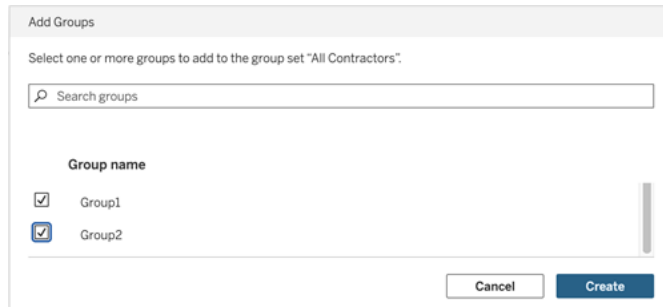 Add Groups
Select one or more groups to add to the group set "All Contractors".
Search groups
Group name
Group1
Group2
Cancel Create